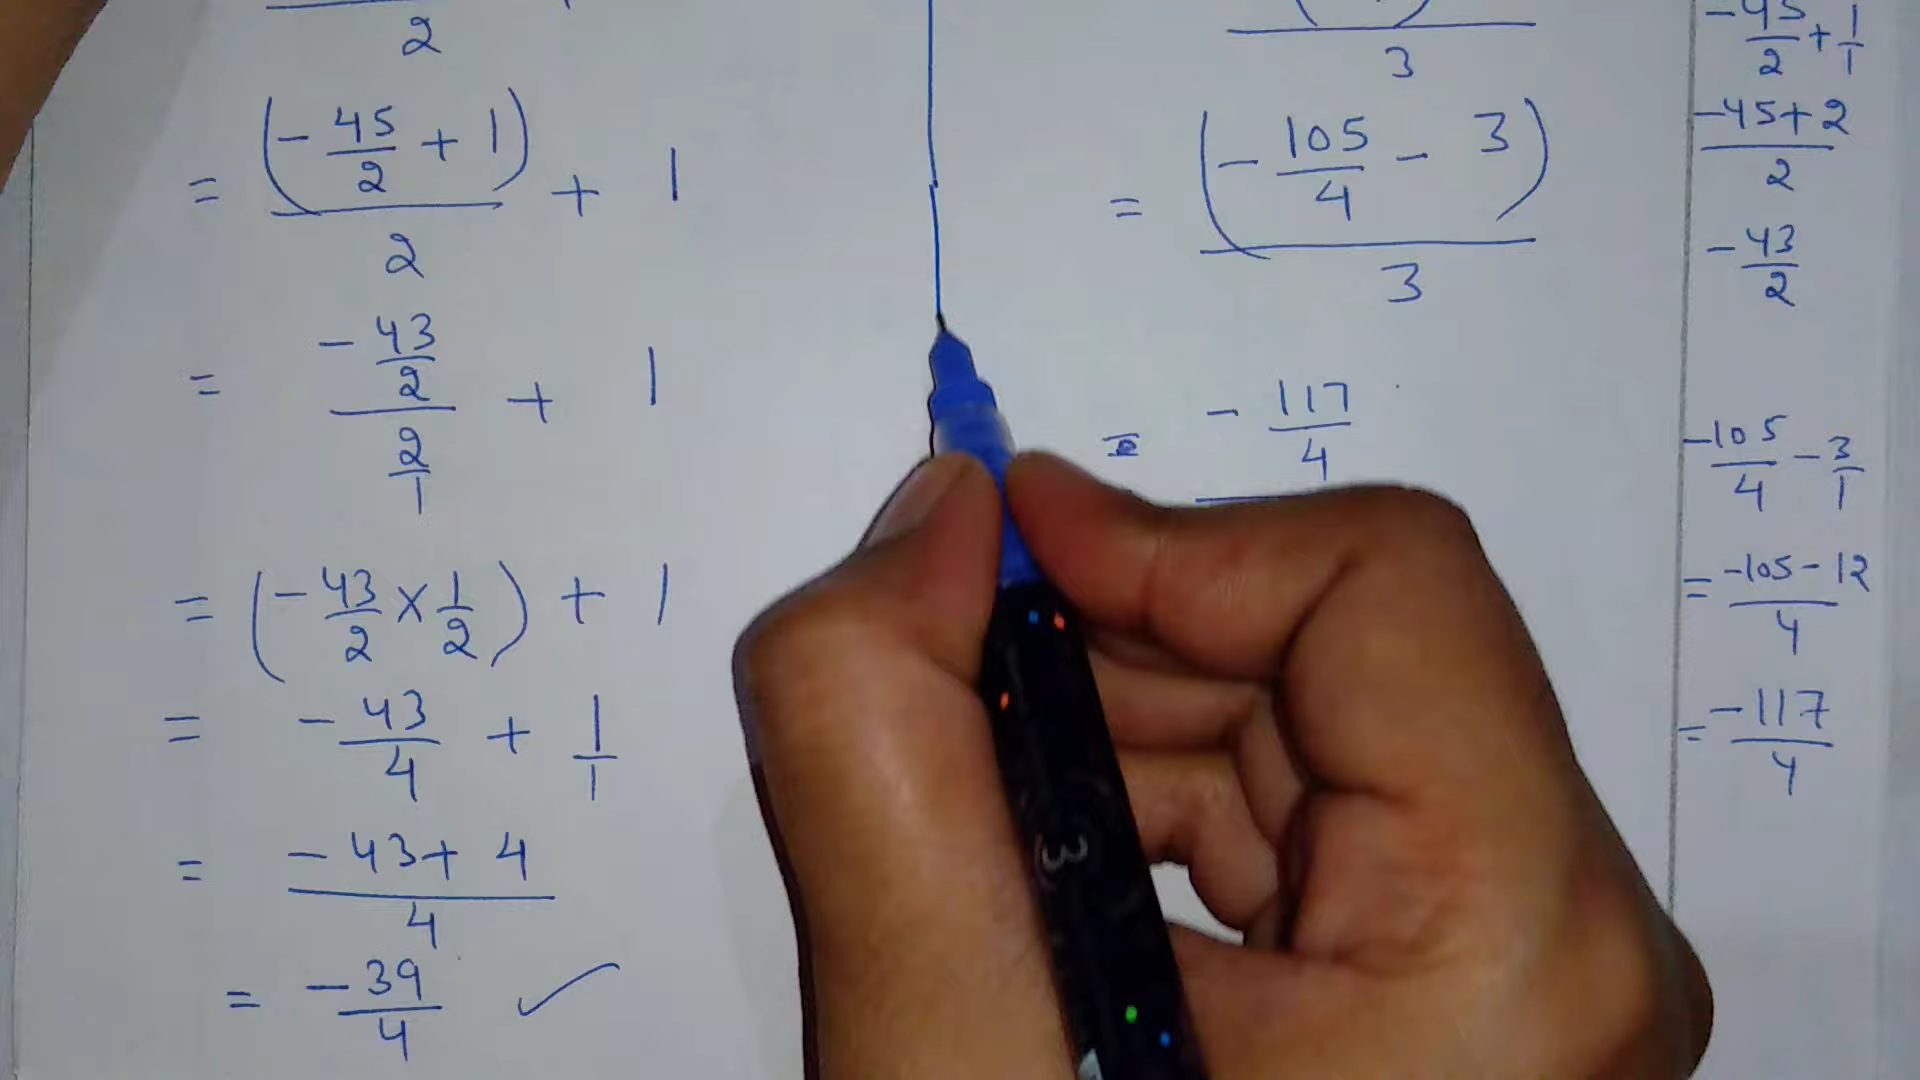 2
= (-45/2 + 1)/2 + 1
= (-43/2)/(2/1) + 1
= (-43/2 × 1/2) + 1
= -43/4 + 1/1
= (-43+4)/4
= -39/4 ✓
3
= (-105/4 - 3)/3
= -117/4
-45/2 + 1/1
(-45+2)/2
-43/2
-105/4 - 3/1
= (-105-12)/4
= -117/4
3